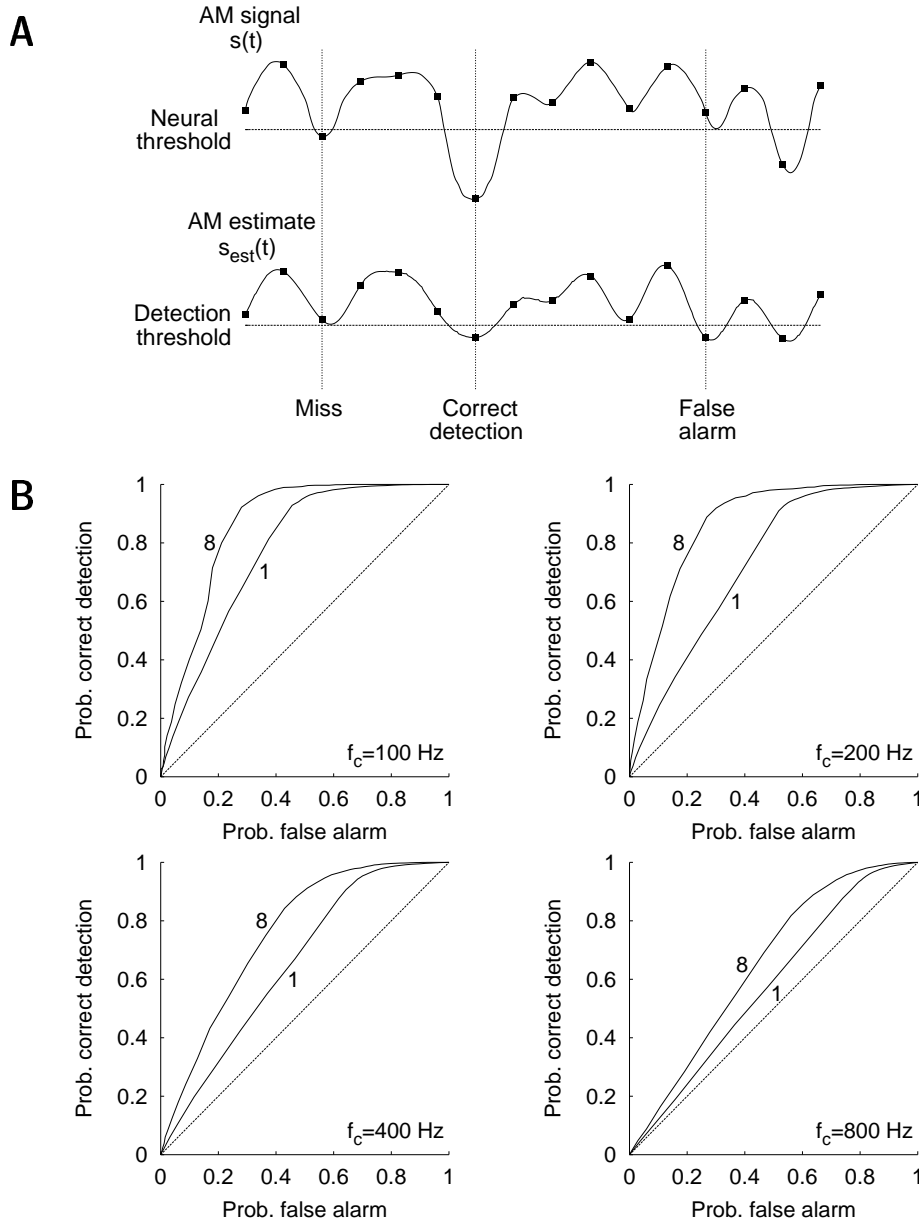 A
AM signal
s(t)
Neural
threshold
AM estimate
s_est(t)
Detection
threshold
Miss
Correct
detection
False
alarm
B
Prob. correct detection
1
0.8
0.6
0.4
0.2
0
8
1
f_c=100 Hz
0 0.2 0.4 0.6 0.8 1
Prob. false alarm
Prob. correct detection
1
0.8
0.6
0.4
0.2
0
8
1
f_c=200 Hz
0 0.2 0.4 0.6 0.8 1
Prob. false alarm
Prob. correct detection
1
0.8
0.6
0.4
0.2
0
8
1
f_c=400 Hz
0 0.2 0.4 0.6 0.8 1
Prob. false alarm
Prob. correct detection
1
0.8
0.6
0.4
0.2
0
8
1
f_c=800 Hz
0 0.2 0.4 0.6 0.8 1
Prob. false alarm